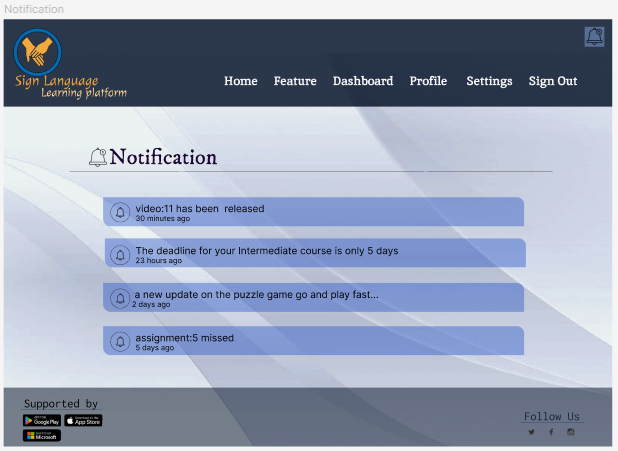 Notification
Sign Language
Learning platform
Home Feature Dashboard Profile Settings Sign Out
Notification
video:11 has been released
30 minutes ago
The deadline for your Intermediate course is only 5 days
23 hours ago
a new update on the puzzle game go and play fast...
2 days ago
assignment:5 missed
5 days ago
Supported by
Google Play
App Store
Microsoft
Follow Us